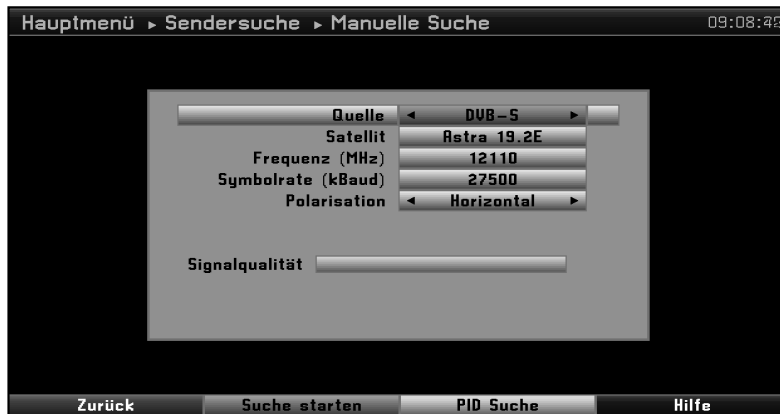 Hauptmenü ▸ Sendersuche ▸ Manuelle Suche 09:08:42
Quelle ◂ DVB-S ▸
Satellit Astra 19.2E
Frequenz (MHz) 12110
Symbolrate (kBaud) 27500
Polarisation ◂ Horizontal ▸
Signalqualität
Zurück Suche starten PID Suche Hilfe